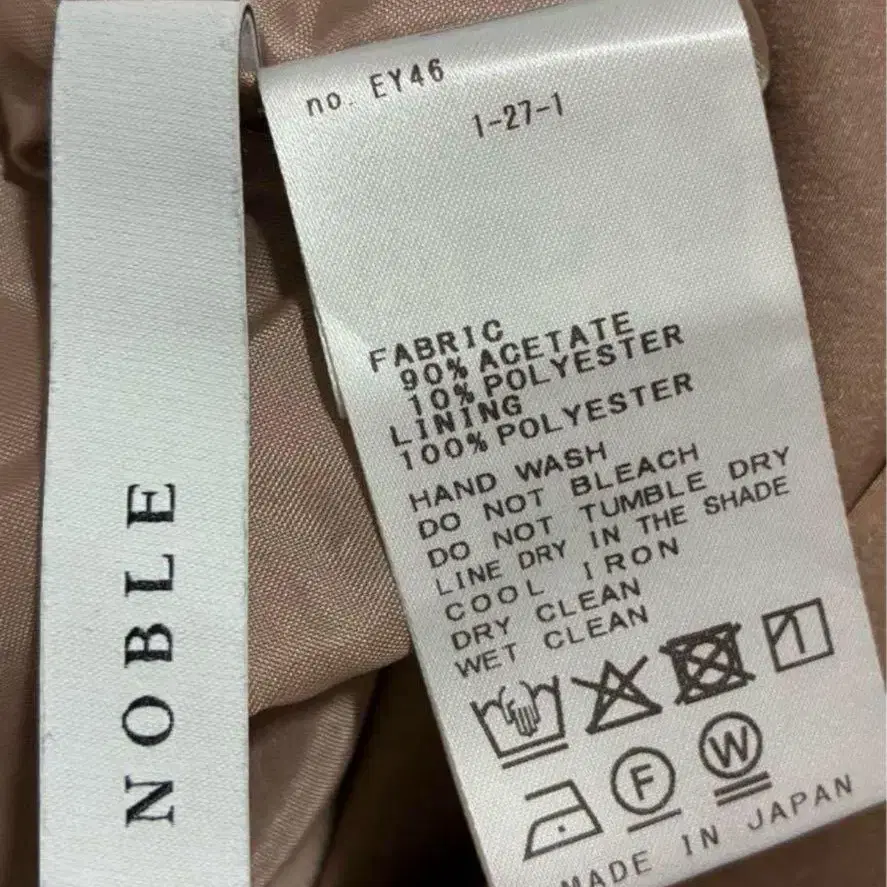 NOBLE
no. EY46
1-27-1
FABRIC
90% ACETATE
10% POLYESTER
LINING
100% POLYESTER
HAND WASH
DO NOT BLEACH
DO NOT TUMBLE DRY
LINE DRY IN THE SHADE
COOL IRON
DRY CLEAN
WET CLEAN
F
W
MADE IN JAPAN